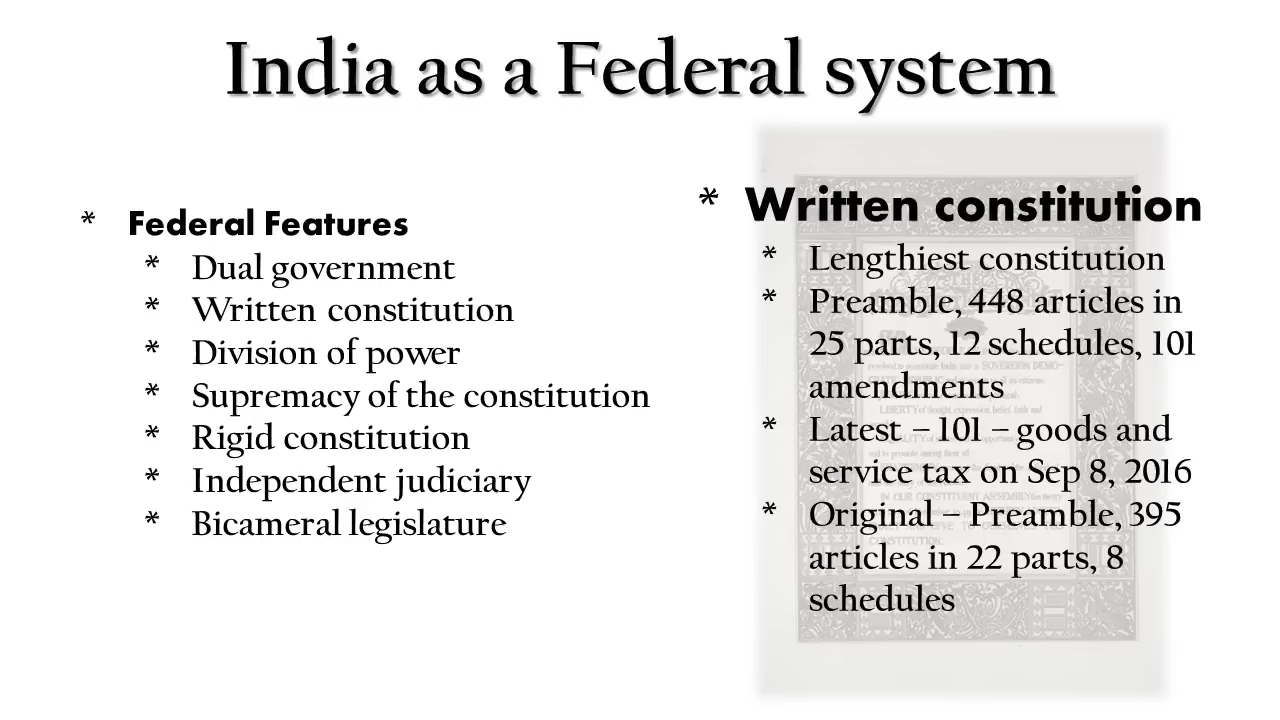 India as a Federal system
* Federal Features
* Dual government
* Written constitution
* Division of power
* Supremacy of the constitution
* Rigid constitution
* Independent judiciary
* Bicameral legislature
* Written constitution
* Lengthiest constitution
* Preamble, 448 articles in
25 parts, 12 schedules, 101
amendments
* Latest – 101 – goods and
service tax on Sep 8, 2016
* Original – Preamble, 395
articles in 22 parts, 8
schedules